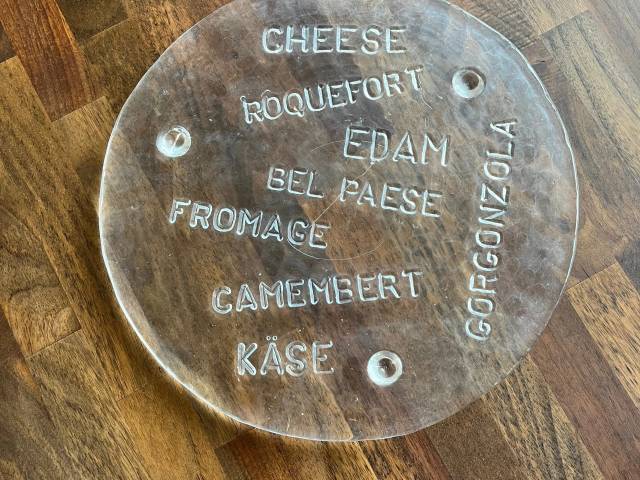 CHEESE
ROQUEFORT
EDAM
BEL PAESE
FROMAGE
GORGONZOLA
CAMEMBERT
KÄSE